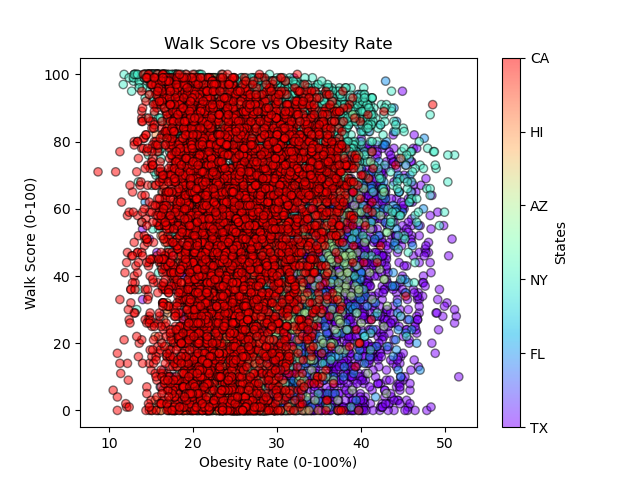 Walk Score vs Obesity Rate
100
80
60
40
20
0
Walk Score (0-100)
10
20
30
40
50
Obesity Rate (0-100%)
CA
HI
AZ
NY
FL
TX
States